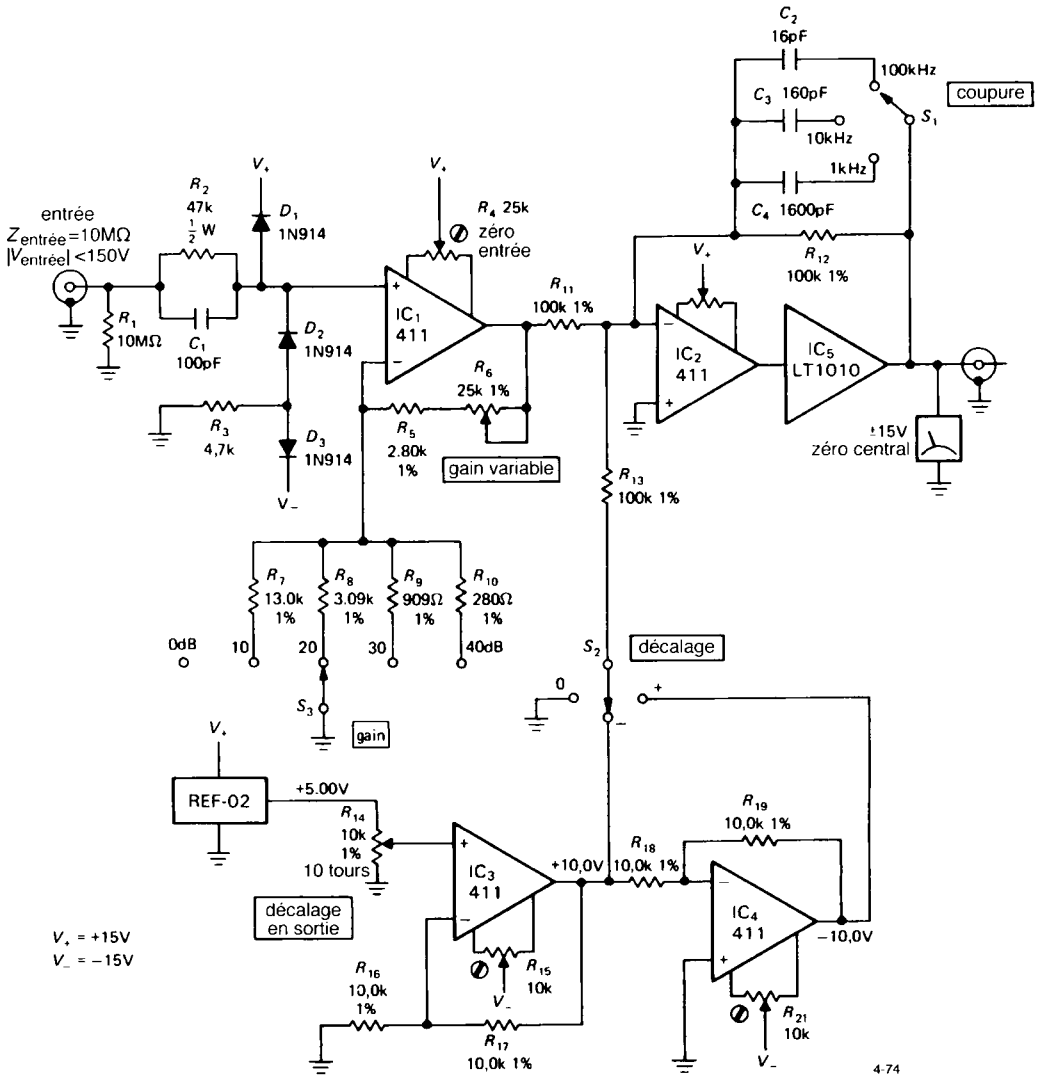 C₂
16pF
100kHz
coupure
C₃ 160pF
S₁
10kHz
1kHz
C₄ 1600pF
V₊
V₊
R₂
47k
½ W
D₁
1N914
R₄ 25k
zéro
entrée
entrée
Zentrée=10MΩ
|Ventrée|<150V
R₁
10MΩ
C₁
100pF
+
IC₁
411
−
R₁₁
100k 1%
R₁₂
100k 1%
V₊
−
IC₂
411
+
IC₅
LT1010
D₂
1N914
R₆
25k 1%
R₅
2.80k
1%
gain variable
R₃
4,7k
D₃
1N914
V₋
±15V
zéro central
R₁₃
100k 1%
R₇
13.0k
1%
R₈
3.09k
1%
R₉
909Ω
1%
R₁₀
280Ω
1%
0dB
10
20
30
40dB
S₃
gain
S₂
décalage
0
+
−
V₊
REF-02
+5.00V
R₁₄
10k
1%
10 tours
décalage
en sortie
+
IC₃
411
−
+10,0V
R₁₈
10,0k 1%
R₁₉
10,0k 1%
−
IC₄
411
+
−10,0V
V₊ = +15V
V₋ = −15V
R₁₆
10,0k
1%
R₁₅
10k
V₋
R₁₇
10,0k 1%
R₂₁
10k
V₋
4-74